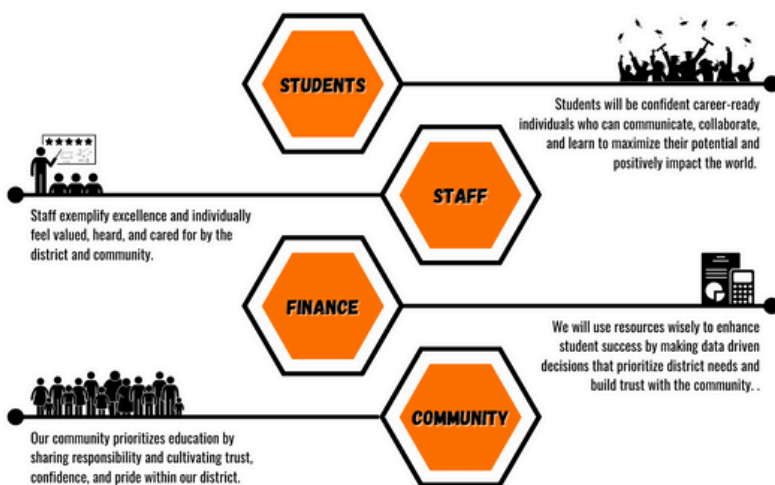 STUDENTS
Students will be confident career-ready
individuals who can communicate, collaborate,
and learn to maximize their potential and
positively impact the world.
STAFF
Staff exemplify excellence and individually
feel valued, heard, and cared for by the
district and community.
FINANCE
We will use resources wisely to enhance
student success by making data driven
decisions that prioritize district needs and
build trust with the community. .
COMMUNITY
Our community prioritizes education by
sharing responsibility and cultivating trust,
confidence, and pride within our district.